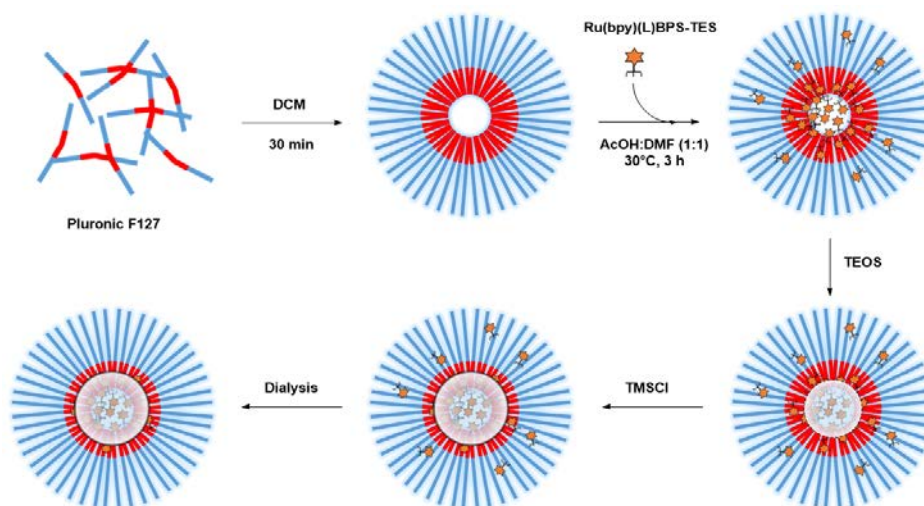 Ru(bpy)(L)BPS-TES
DCM
30 min
AcOH:DMF (1:1)
30°C, 3 h
Pluronic F127
TEOS
Dialysis
TMSCl